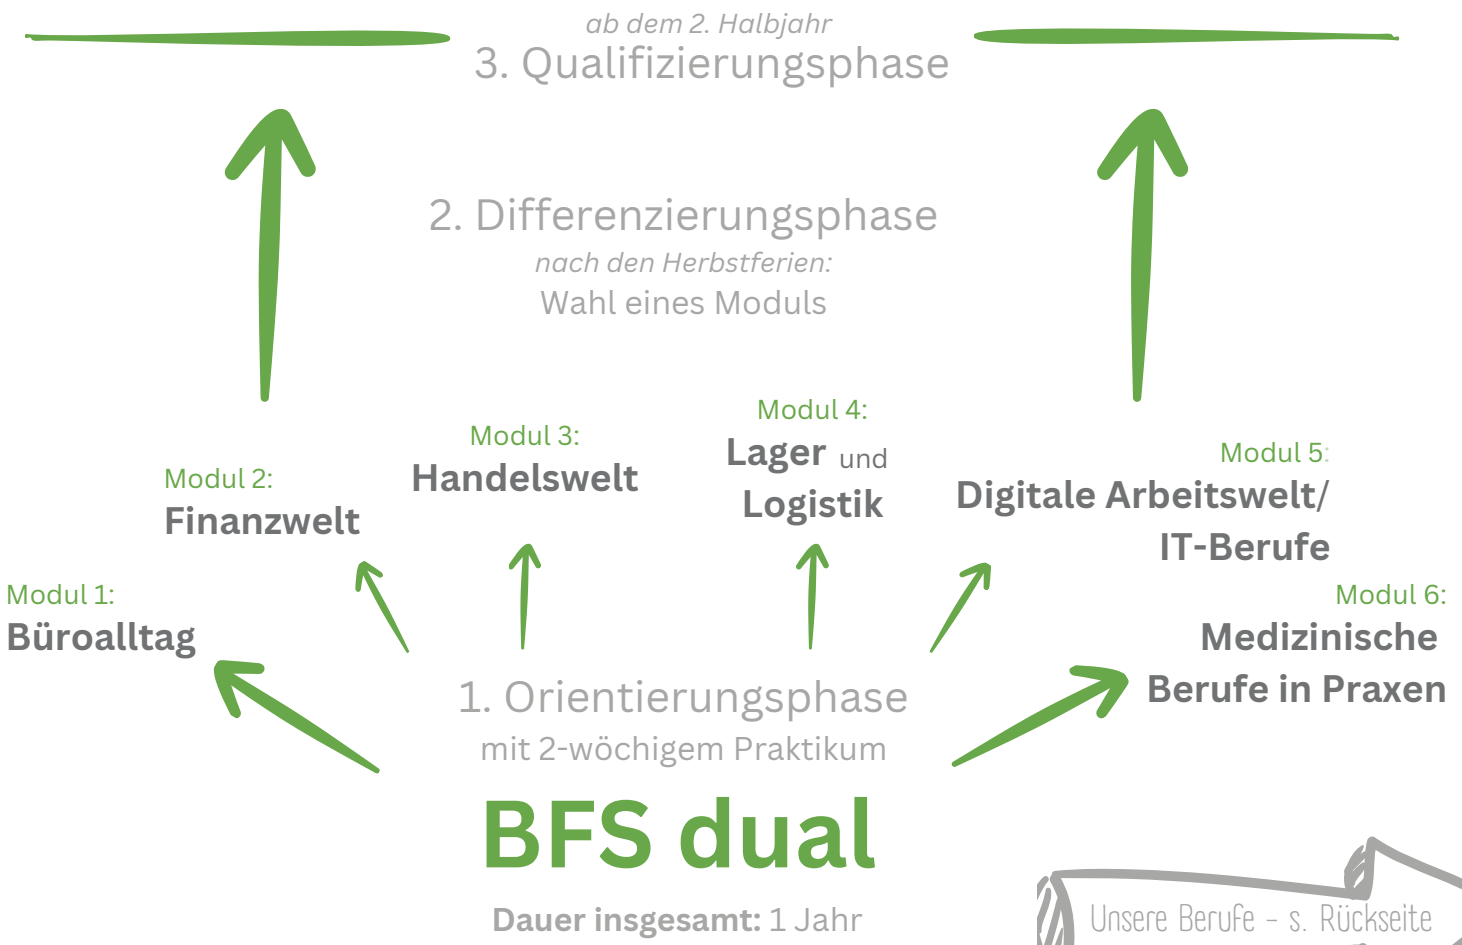 ab dem 2. Halbjahr
3. Qualifizierungsphase
2. Differenzierungsphase
nach den Herbstferien:
Wahl eines Moduls
Modul 1:
Büroalltag
Modul 2:
Finanzwelt
Modul 3:
Handelswelt
Modul 4:
Lager und
Logistik
Modul 5:
Digitale Arbeitswelt/
IT-Berufe
Modul 6:
Medizinische
Berufe in Praxen
1. Orientierungsphase
mit 2-wöchigem Praktikum
BFS dual
Dauer insgesamt: 1 Jahr
Unsere Berufe - s. Rückseite